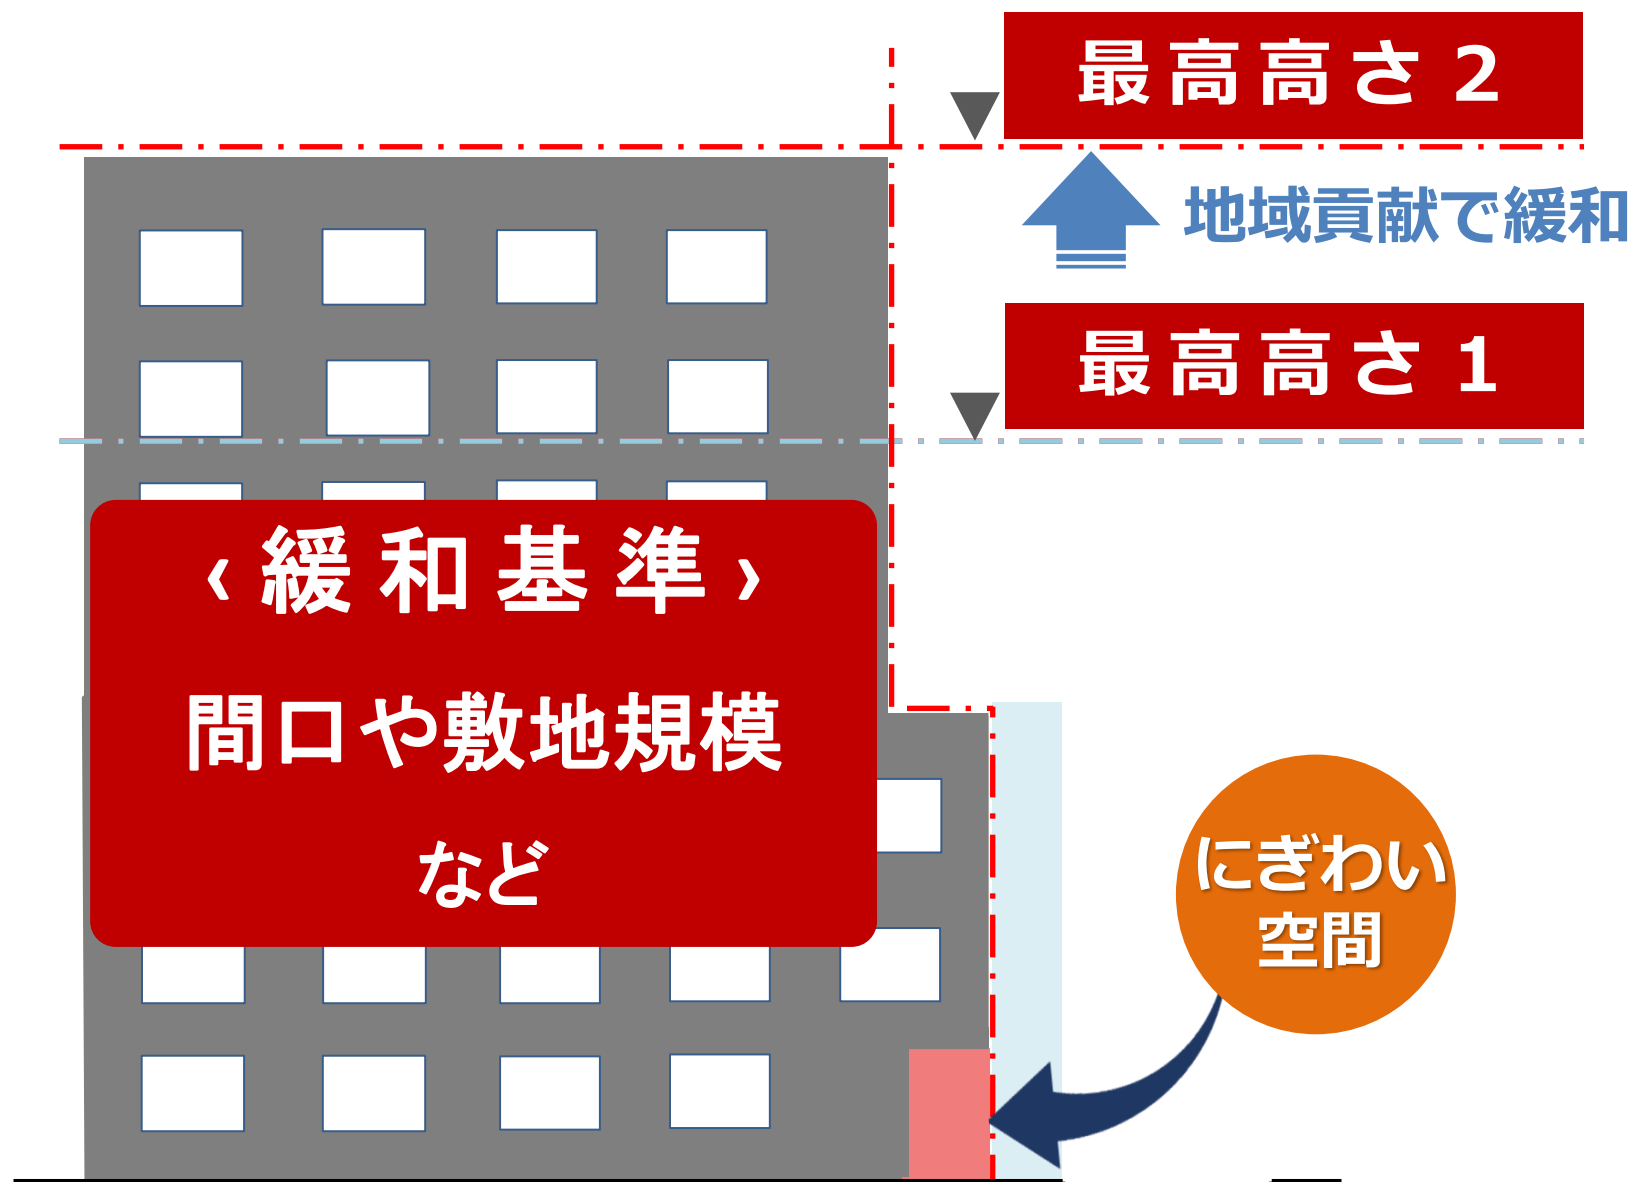 最高高さ２
地域貢献で緩和
最高高さ１
‹緩和基準›
間口や敷地規模
など
にぎわい
空間